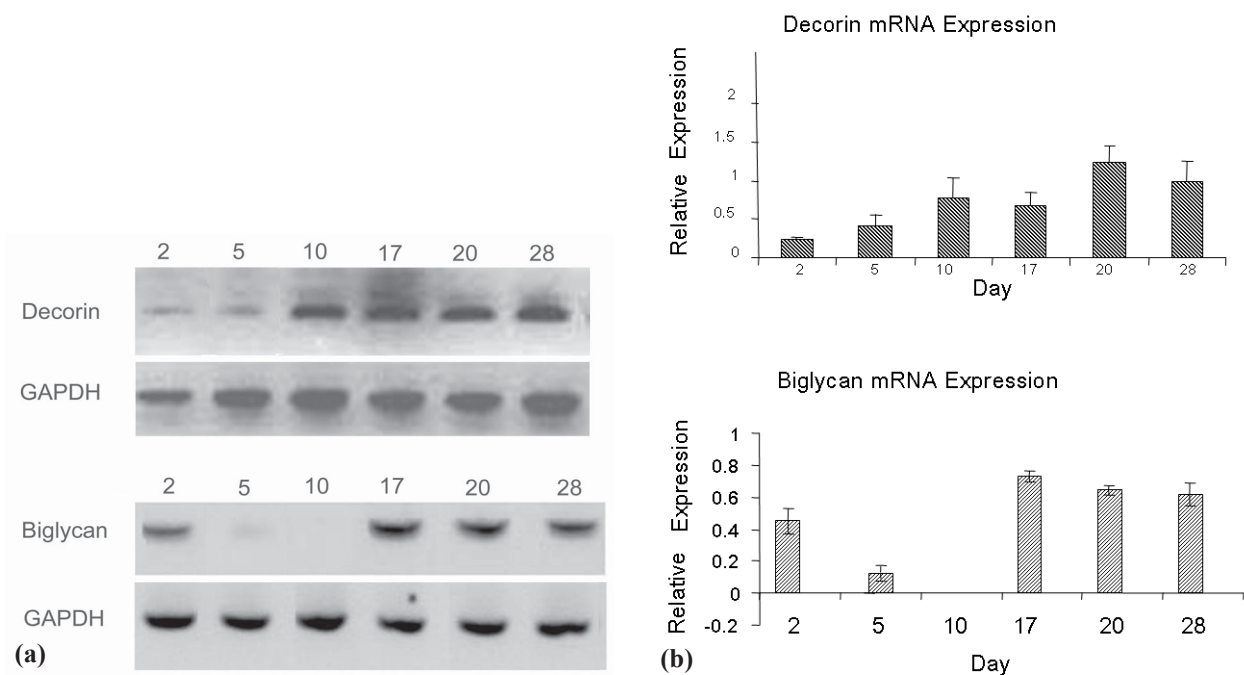 2 5 10 17 20 28
Decorin
GAPDH
2 5 10 17 20 28
Biglycan
GAPDH
(a)
Decorin mRNA Expression
Relative Expression
2
1.5
1
0.5
0
2 5 10 17 20 28
Day
Biglycan mRNA Expression
Relative Expression
1
0.8
0.6
0.4
0.2
0
-0.2
2 5 10 17 20 28
Day
(b)